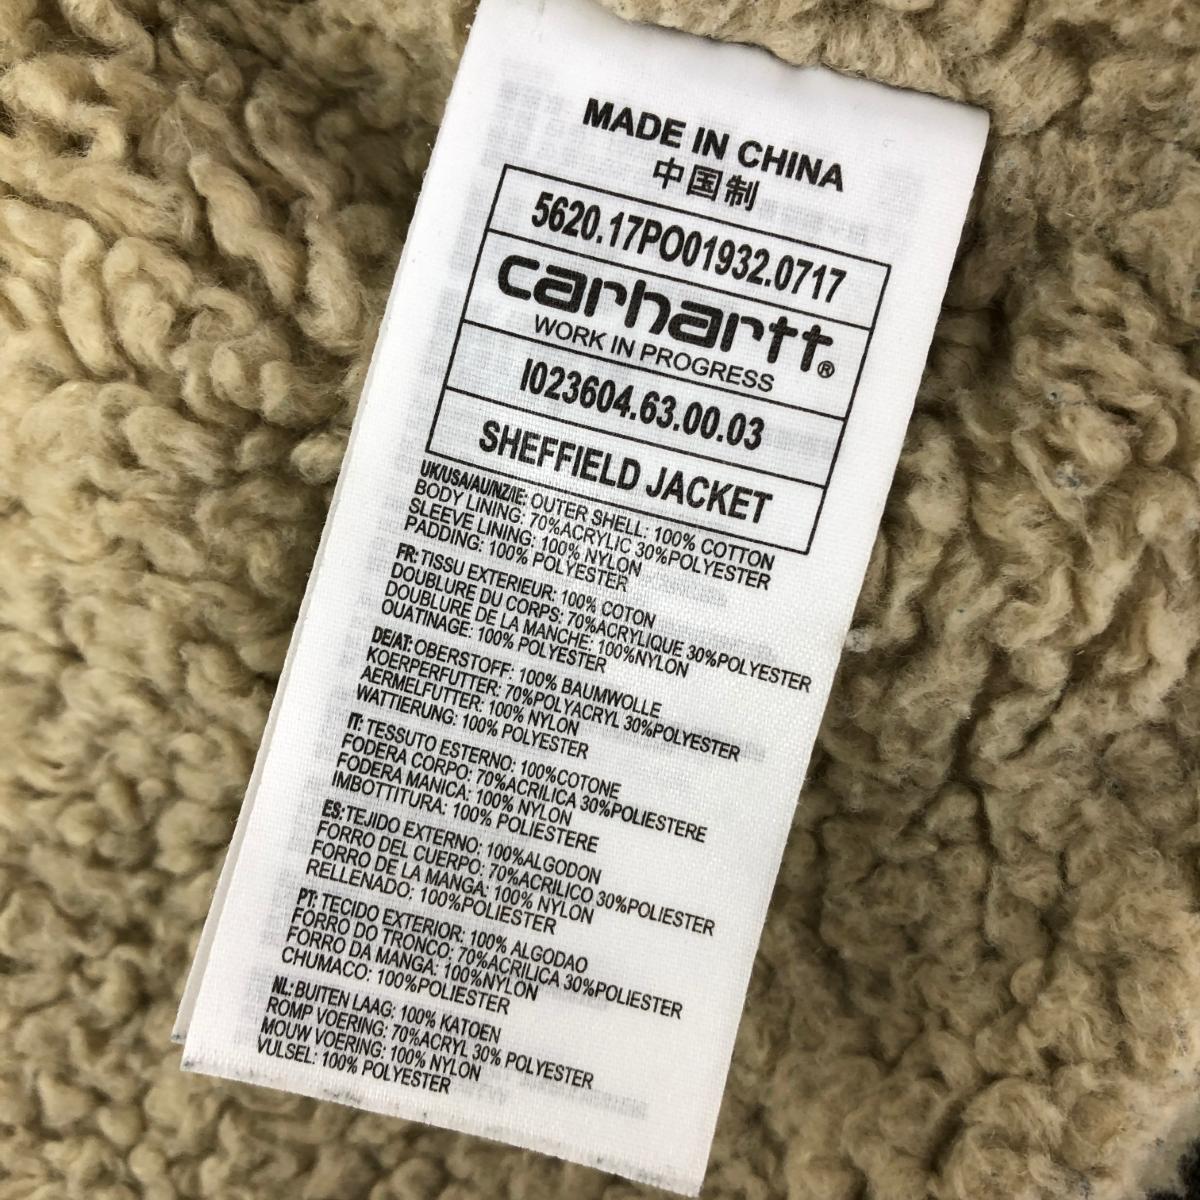 MADE IN CHINA
中国制
5620.17PO01932.0717
carhartt®
WORK IN PROGRESS
I023604.63.00.03
SHEFFIELD JACKET
UK/USA/AU/NZ/IE: OUTER SHELL: 100% COTTON
BODY LINING: 70%ACRYLIC 30%POLYESTER
SLEEVE LINING: 100% NYLON
PADDING: 100% POLYESTER
FR: TISSU EXTERIEUR: 100% COTON
DOUBLURE DU CORPS: 70%ACRYLIQUE 30%POLYESTER
DOUBLURE DE LA MANCHE: 100%NYLON
OUATINAGE: 100% POLYESTER
DE/AT: OBERSTOFF: 100% BAUMWOLLE
KOERPERFUTTER: 70%POLYACRYL 30%POLYESTER
AERMELFUTTER: 100% NYLON
WATTIERUNG: 100% POLYESTER
IT: TESSUTO ESTERNO: 100%COTONE
FODERA CORPO: 70%ACRILICA 30%POLIESTERE
FODERA MANICA: 100% NYLON
IMBOTTITURA: 100% POLIESTERE
ES: TEJIDO EXTERNO: 100%ALGODON
FORRO DEL CUERPO: 70%ACRILICO 30%POLIESTER
FORRO DE LA MANGA: 100% NYLON
RELLENADO: 100%POLIESTER
PT: TECIDO EXTERIOR: 100% ALGODAO
FORRO DO TRONCO: 70%ACRILICA 30%POLIESTER
FORRO DA MANGA: 100%NYLON
CHUMACO: 100%POLIESTER
NL: BUITEN LAAG: 100% KATOEN
ROMP VOERING: 70%ACRYL 30% POLYESTER
MOUW VOERING: 100% NYLON
VULSEL: 100% POLYESTER